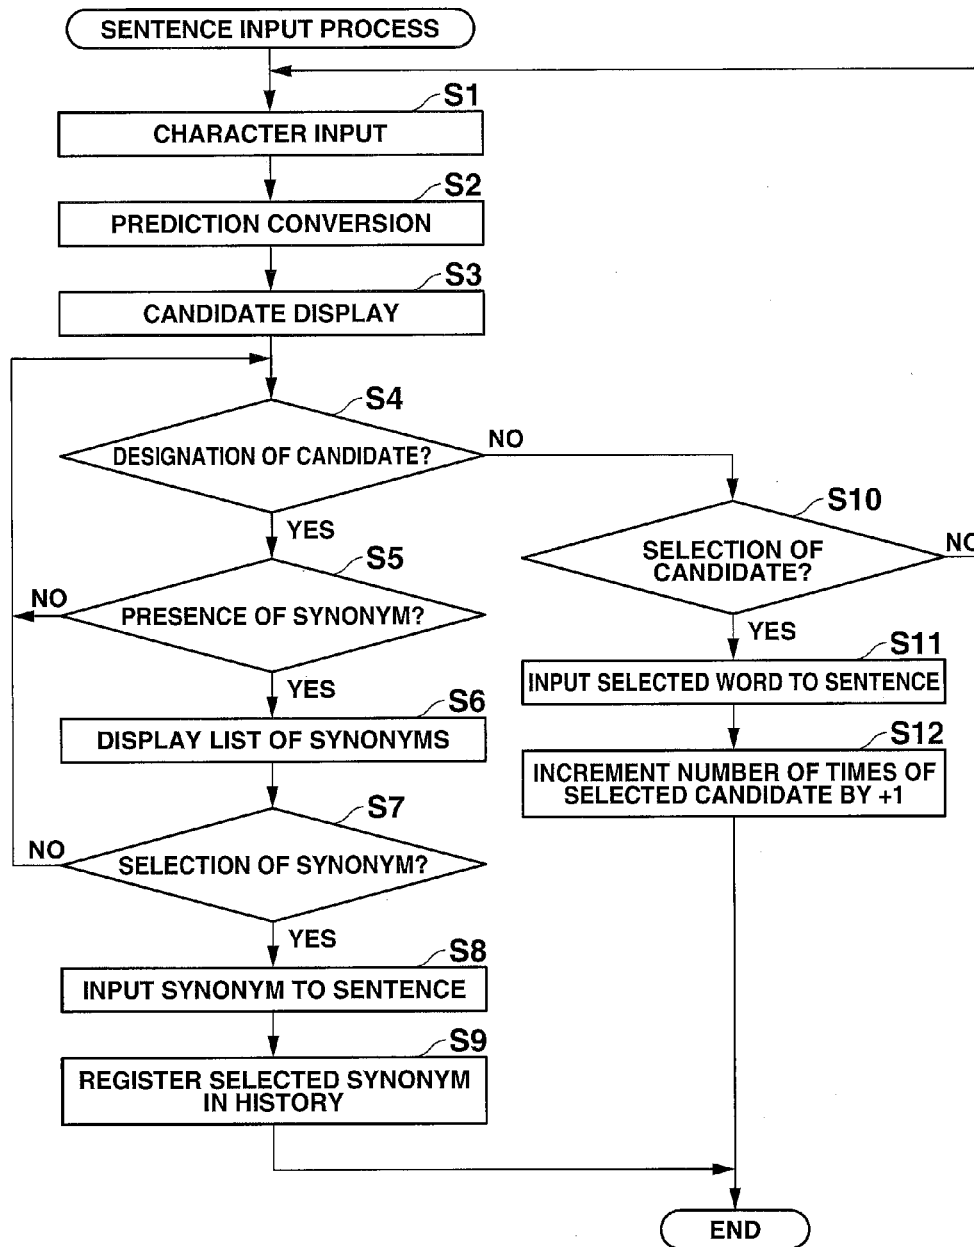 SENTENCE INPUT PROCESS
S1
CHARACTER INPUT
S2
PREDICTION CONVERSION
S3
CANDIDATE DISPLAY
S4
DESIGNATION OF CANDIDATE?
NO
YES
S5
PRESENCE OF SYNONYM?
NO
YES
S6
DISPLAY LIST OF SYNONYMS
S7
SELECTION OF SYNONYM?
NO
YES
S8
INPUT SYNONYM TO SENTENCE
S9
REGISTER SELECTED SYNONYM
IN HISTORY
S10
SELECTION OF
CANDIDATE?
NO
YES
S11
INPUT SELECTED WORD TO SENTENCE
S12
INCREMENT NUMBER OF TIMES OF
SELECTED CANDIDATE BY +1
END